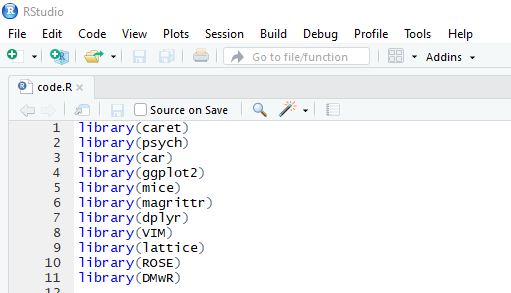 RStudio
File Edit Code View Plots Session Build Debug Profile Tools Help
Go to file/function Addins
code.R
Source on Save
1 library(caret)
2 library(psych)
3 library(car)
4 library(ggplot2)
5 library(mice)
6 library(magrittr)
7 library(dplyr)
8 library(VIM)
9 library(lattice)
10 library(ROSE)
11 library(DMwR)
12